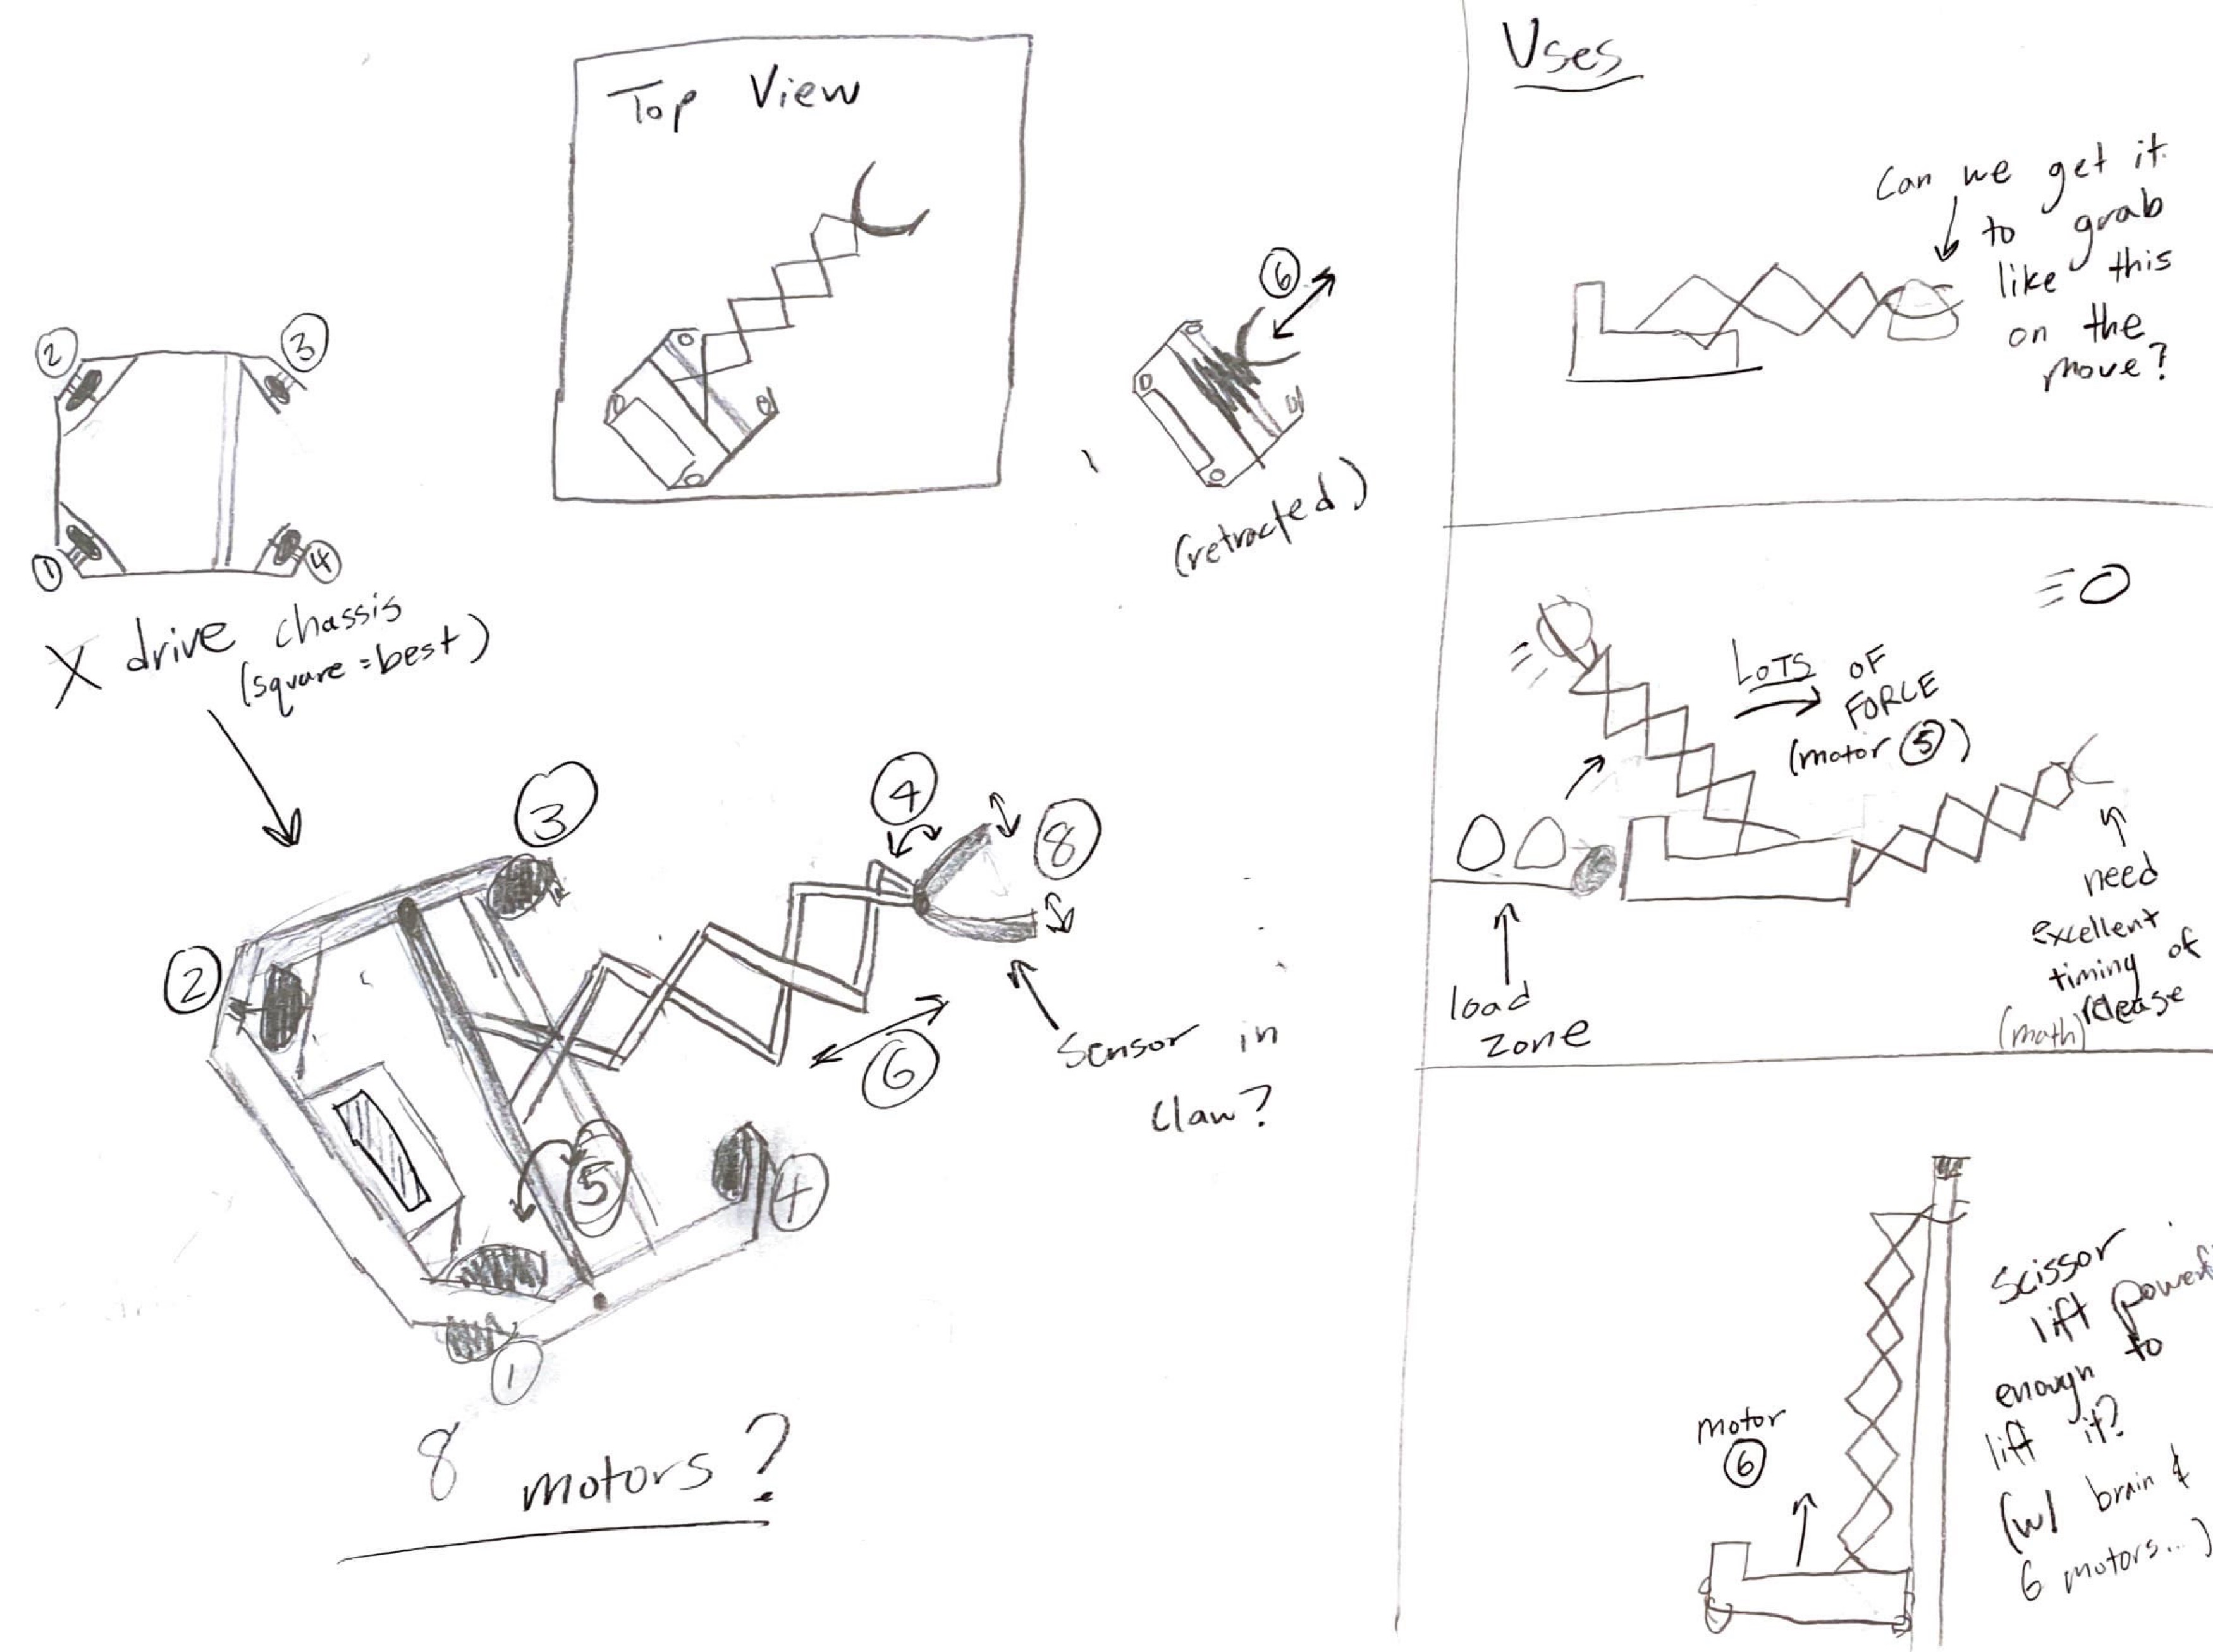 Top View
2
3
1
4
X drive chassis
(square = best)
6
(retracted)
3
2
4
8
6
Sensor in
claw?
5
4
1
8 motors?
Uses
Can we get it
to grab
like this
on the
move?
LOTS OF
FORCE
(motor 5)
load
zone
need
excellent
timing of
release
(math)
motor
6
Scissor
lift
enough to
lift it?
(w/ brain &
6 motors...)